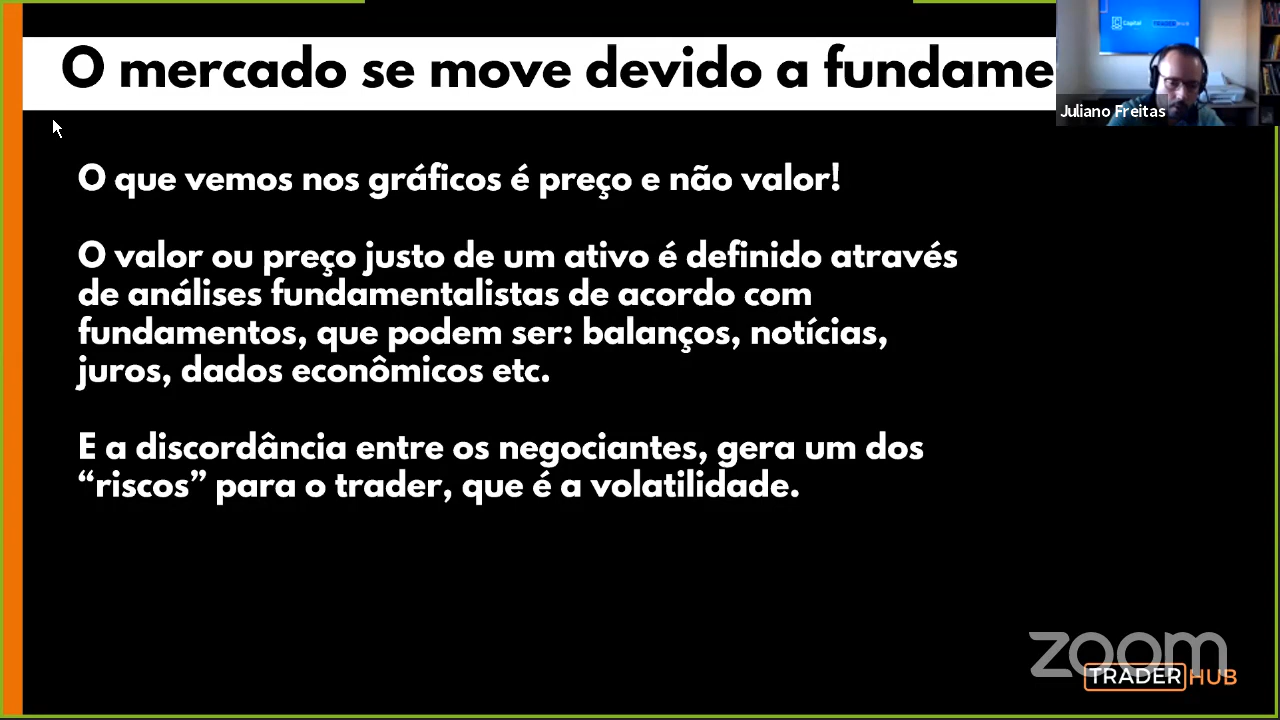 O mercado se move devido a fundame
Juliano Freitas
O que vemos nos gráficos é preço e não valor!
O valor ou preço justo de um ativo é definido através
de análises fundamentalistas de acordo com
fundamentos, que podem ser: balanços, notícias,
juros, dados econômicos etc.
E a discordância entre os negociantes, gera um dos
“riscos” para o trader, que é a volatilidade.
zoom
TRADER HUB